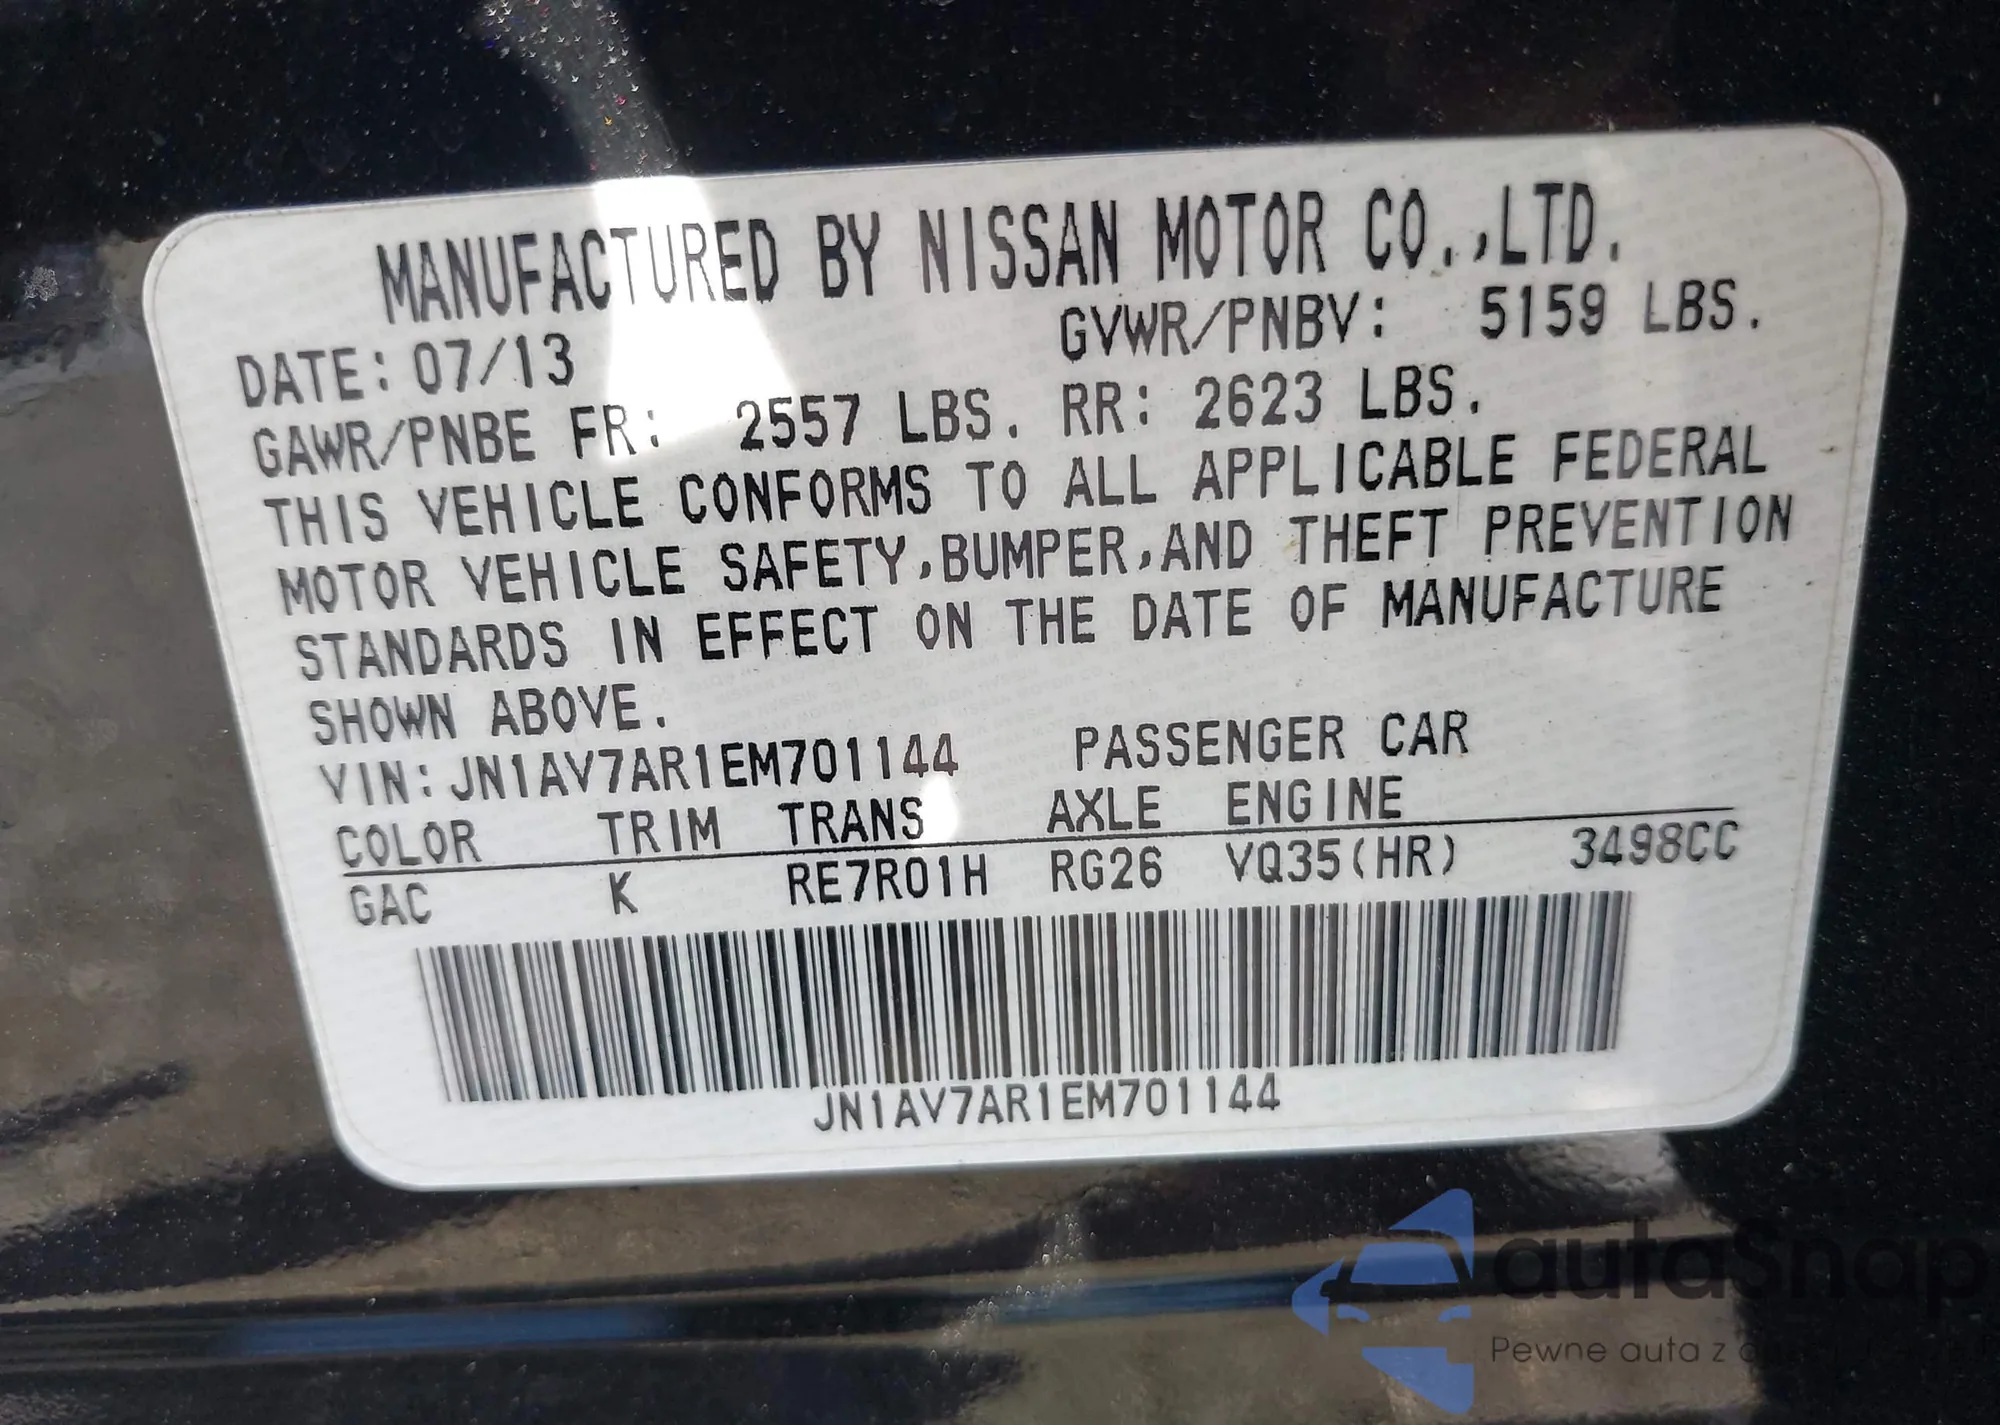 MANUFACTURED BY NISSAN MOTOR CO.,LTD.
DATE: 07/13 GVWR/PNBV: 5159 LBS.
GAWR/PNBE FR: 2557 LBS. RR: 2623 LBS.
THIS VEHICLE CONFORMS TO ALL APPLICABLE FEDERAL
MOTOR VEHICLE SAFETY,BUMPER,AND THEFT PREVENTION
STANDARDS IN EFFECT ON THE DATE OF MANUFACTURE
SHOWN ABOVE.
VIN: JN1AV7AR1EM701144 PASSENGER CAR
COLOR TRIM TRANS AXLE ENGINE
GAC K RE7R01H RG26 VQ35(HR) 3498CC
JN1AV7AR1EM701144
autaSnap
Pewne auta z